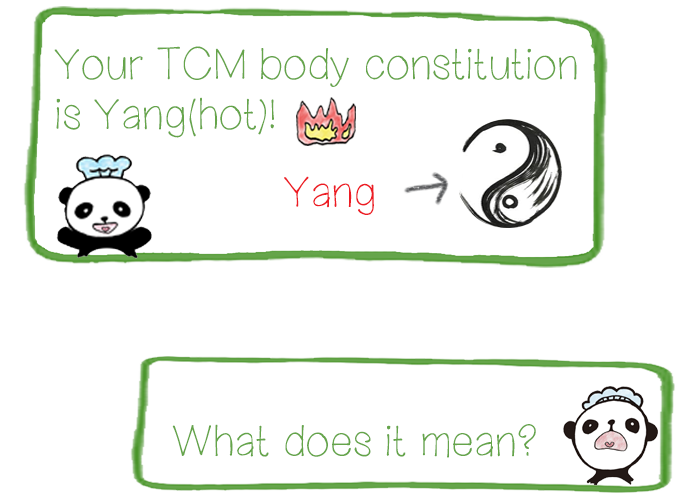 Your TCM body constitution
is Yang(hot)!
Yang
What does it mean?